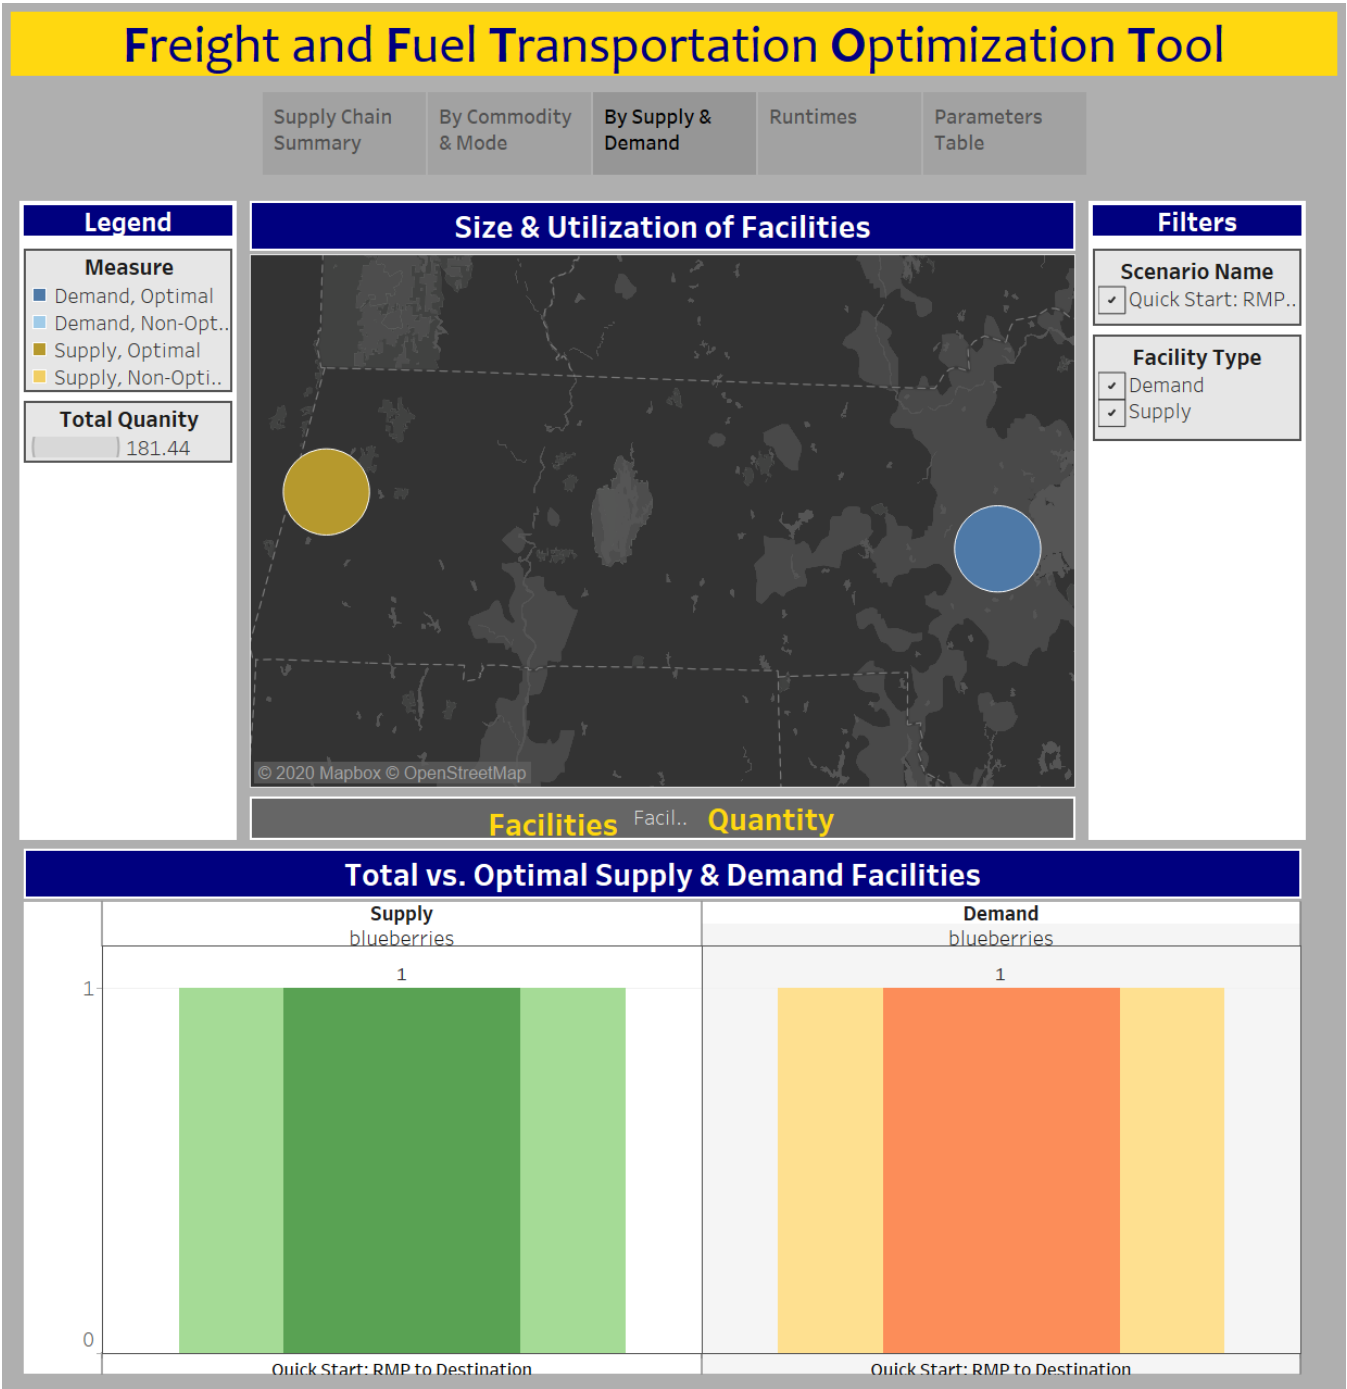 Freight and Fuel Transportation Optimization Tool
Supply Chain
Summary
By Commodity
& Mode
By Supply &
Demand
Runtimes
Parameters
Table
Legend
Measure
Demand, Optimal
Demand, Non-Opt..
Supply, Optimal
Supply, Non-Opti..
Total Quanity
181.44
Size & Utilization of Facilities
© 2020 Mapbox © OpenStreetMap
Facilities Facil.. Quantity
Filters
Scenario Name
Quick Start: RMP..
Facility Type
Demand
Supply
Total vs. Optimal Supply & Demand Facilities
Supply
blueberries
Demand
blueberries
1
1
1
0
Quick Start: RMP to Destination
Quick Start: RMP to Destination